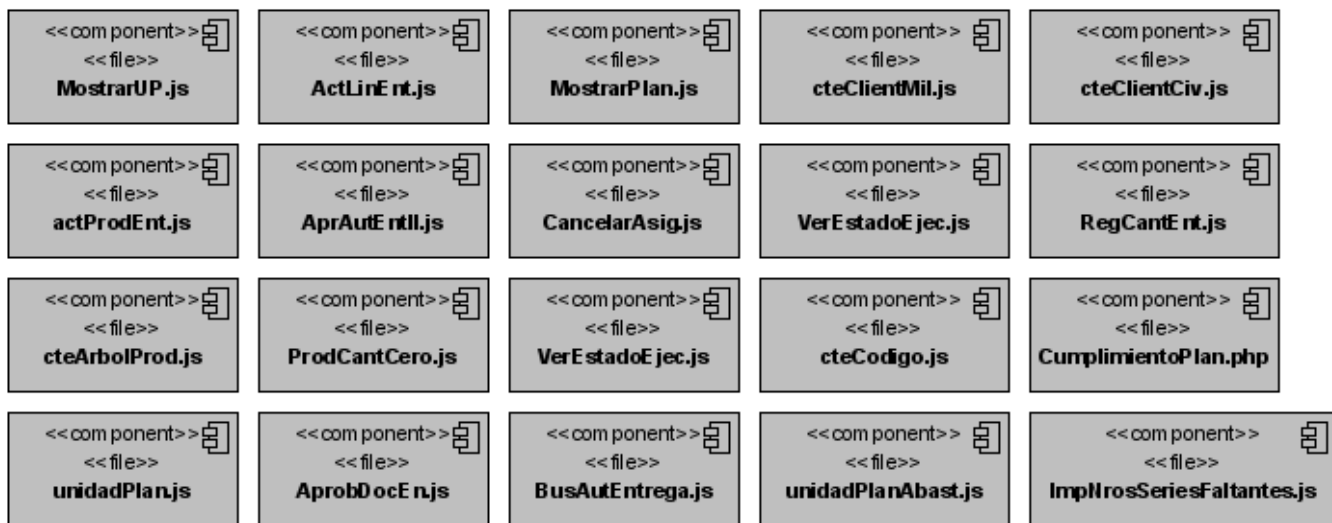 <<component>>
<<file>>
MostrarUP.js
<<component>>
<<file>>
ActLinEnt.js
<<component>>
<<file>>
MostrarPlan.js
<<component>>
<<file>>
cteClientMil.js
<<component>>
<<file>>
cteClientCiv.js
<<component>>
<<file>>
actProdEnt.js
<<component>>
<<file>>
AprAutEntII.js
<<component>>
<<file>>
CancelarAsig.js
<<component>>
<<file>>
VerEstadoEjec.js
<<component>>
<<file>>
RegCantEnt.js
<<component>>
<<file>>
cteArbolProd.js
<<component>>
<<file>>
ProdCantCero.js
<<component>>
<<file>>
VerEstadoEjec.js
<<component>>
<<file>>
cteCodigo.js
<<component>>
<<file>>
CumplimientoPlan.php
<<component>>
<<file>>
unidadPlan.js
<<component>>
<<file>>
AprobDocEn.js
<<component>>
<<file>>
BusAutEntrega.js
<<component>>
<<file>>
unidadPlanAbast.js
<<component>>
<<file>>
ImpNrosSeriesFaltantes.js